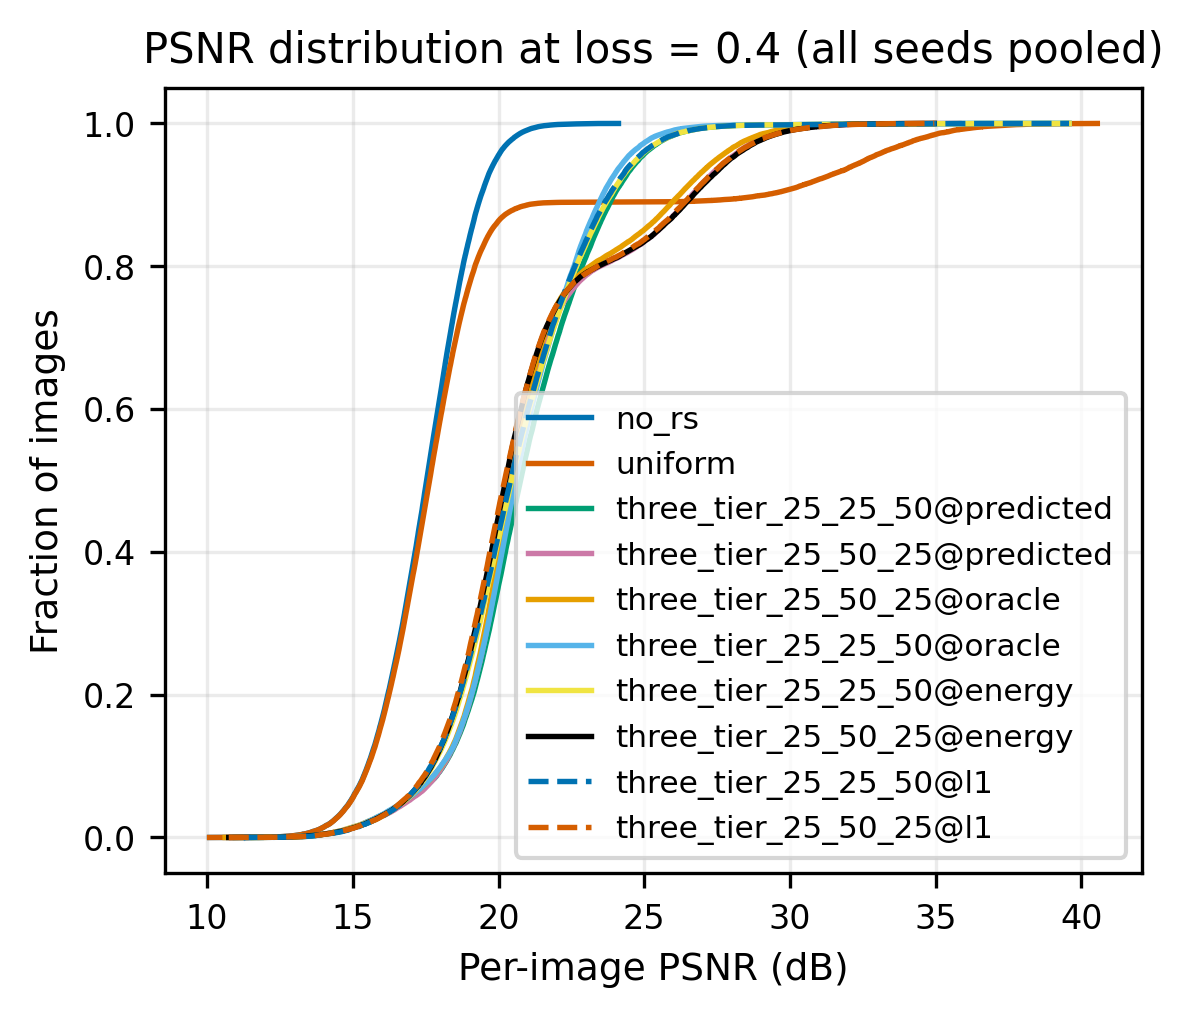 PSNR distribution at loss = 0.4 (all seeds pooled)
Fraction of images
1.0
0.8
0.6
0.4
0.2
0.0
no_rs
uniform
three_tier_25_25_50@predicted
three_tier_25_50_25@predicted
three_tier_25_50_25@oracle
three_tier_25_25_50@oracle
three_tier_25_25_50@energy
three_tier_25_50_25@energy
three_tier_25_25_50@l1
three_tier_25_50_25@l1
10 15 20 25 30 35 40
Per-image PSNR (dB)